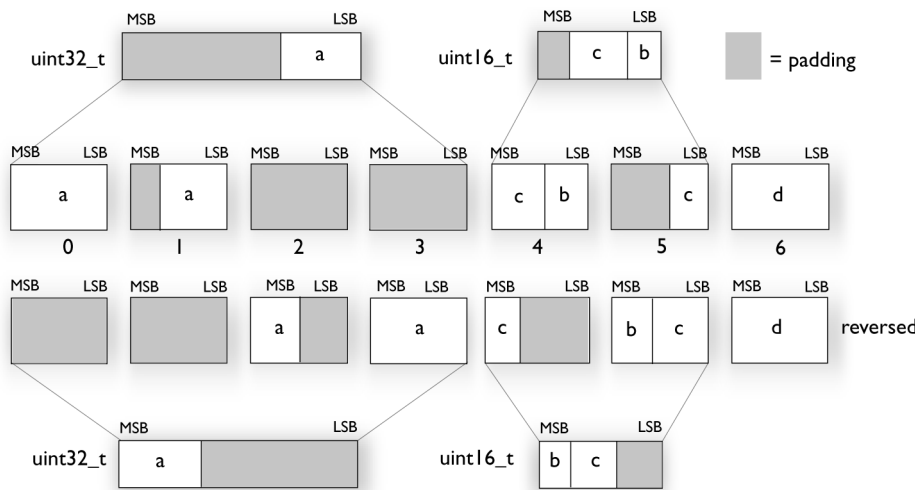 MSB LSB MSB LSB
uint32_t a uint16_t c b = padding
MSB LSB MSB LSB MSB LSB MSB LSB MSB LSB MSB LSB MSB LSB
a a c b c d
0 1 2 3 4 5 6
MSB LSB MSB LSB MSB LSB MSB LSB MSB LSB MSB LSB MSB LSB
a a c b c d reversed
MSB LSB MSB LSB
uint32_t a uint16_t b c